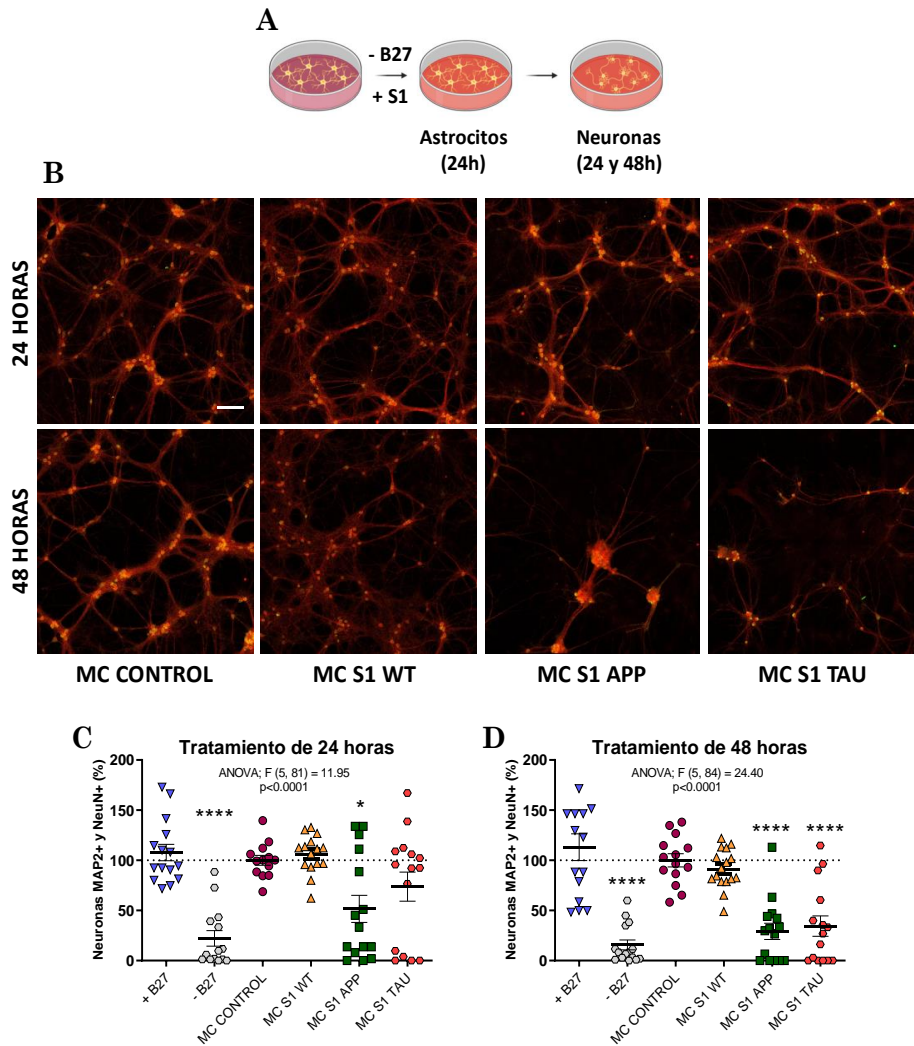 A
- B27
+ S1
Astrocitos
(24h)
Neuronas
(24 y 48h)
B
24 HORAS
48 HORAS
MC CONTROL
MC S1 WT
MC S1 APP
MC S1 TAU
C
Tratamiento de 24 horas
ANOVA; F (5, 81) = 11.95
p<0.0001
Neuronas MAP2+ y NeuN+ (%)
200
150
100
50
0
****
*
+ B27
- B27
MC CONTROL
MC S1 WT
MC S1 APP
MC S1 TAU
D
Tratamiento de 48 horas
ANOVA; F (5, 84) = 24.40
p<0.0001
Neuronas MAP2+ y NeuN+ (%)
200
150
100
50
0
****
****
****
+ B27
- B27
MC CONTROL
MC S1 WT
MC S1 APP
MC S1 TAU